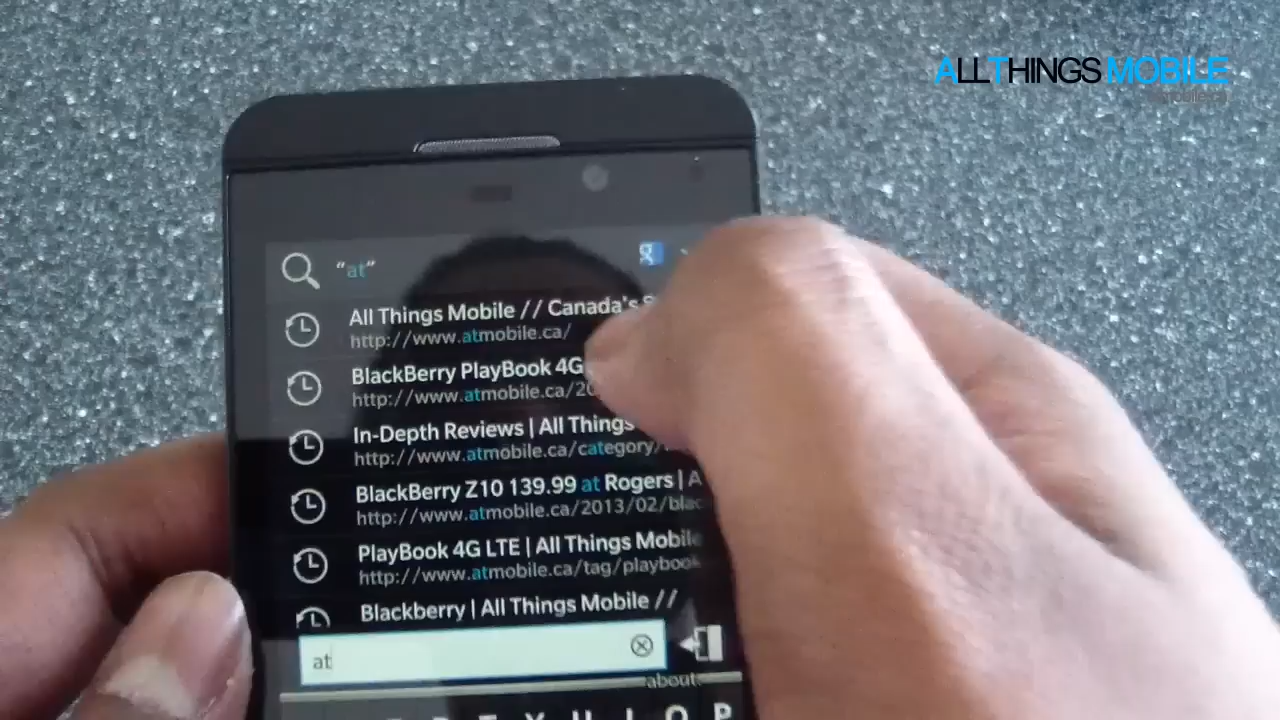 ALLTHINGSMOBILE
"at"
All Things Mobile // Canada's
http://www.atmobile.ca/
BlackBerry PlayBook 4G
http://www.atmobile.ca/20
In-Depth Reviews | All Things
http://www.atmobile.ca/category/
BlackBerry Z10 139.99 at Rogers | A
http://www.atmobile.ca/2013/02/blac
PlayBook 4G LTE | All Things Mobile
http://www.atmobile.ca/tag/playbook
Blackberry | All Things Mobile //
at
about:
T Y U I O P